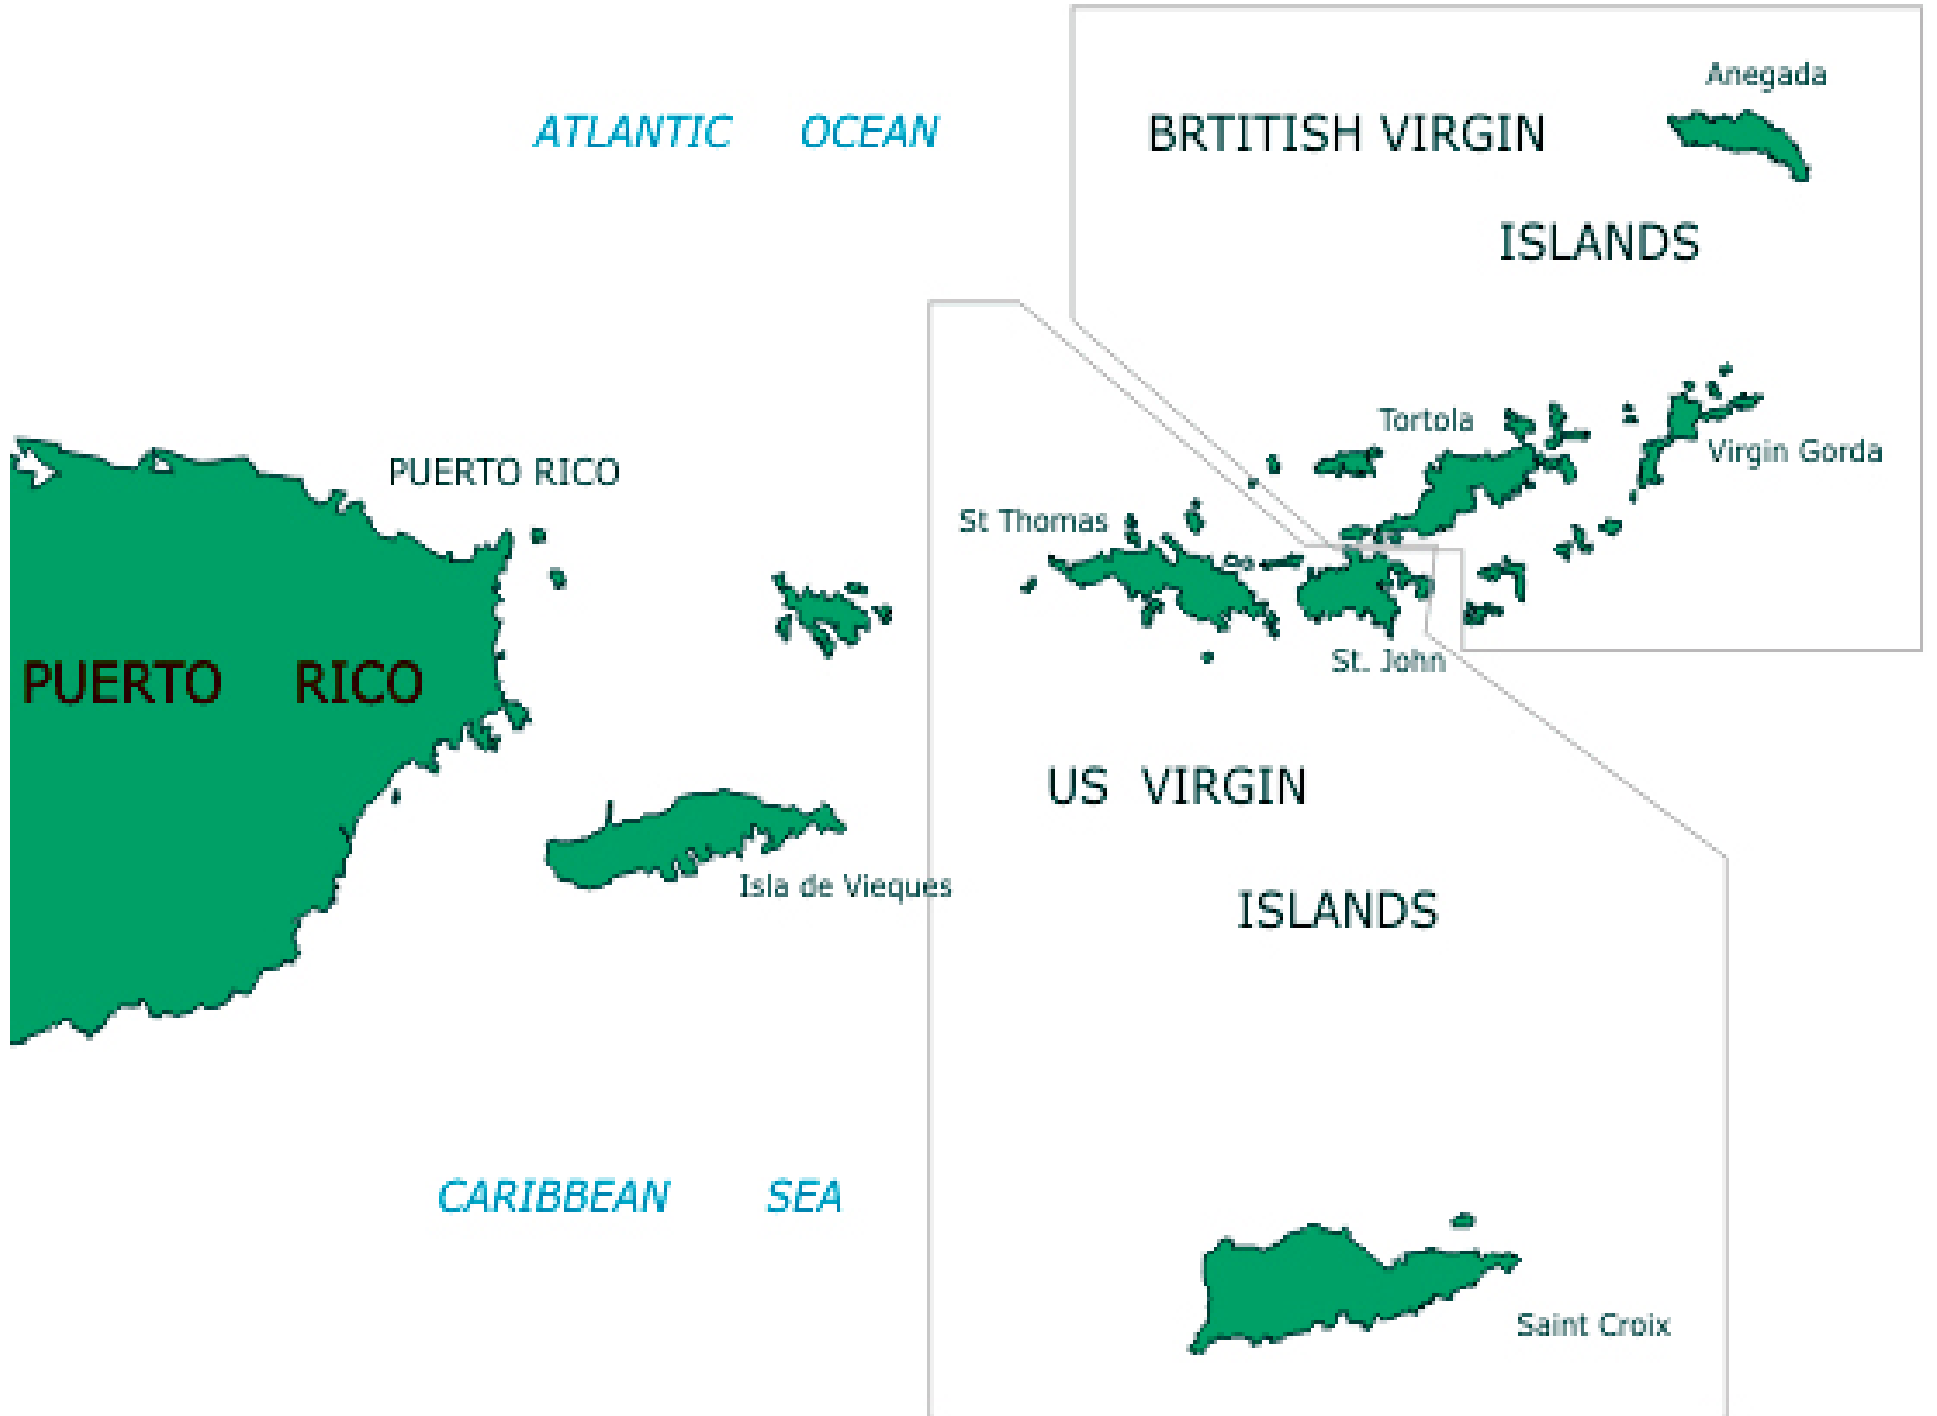 Anegada
ATLANTIC OCEAN
BRTITISH VIRGIN
ISLANDS
Tortola
Virgin Gorda
PUERTO RICO
St Thomas
St. John
PUERTO RICO
US VIRGIN
Isla de Vieques
ISLANDS
CARIBBEAN SEA
Saint Croix